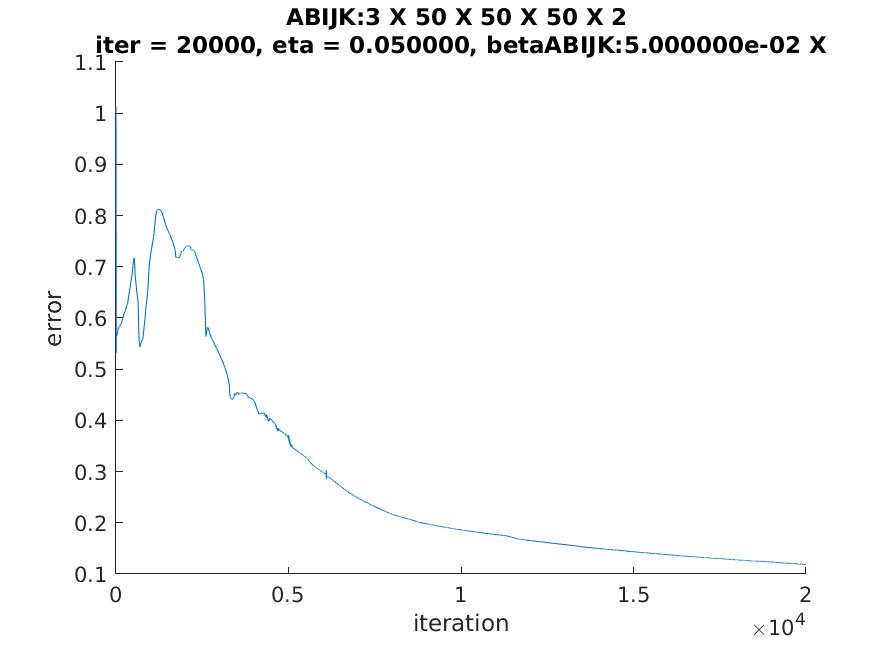 ABIJK:3 X 50 X 50 X 50 X 2
iter = 20000, eta = 0.050000, betaABIJK:5.000000e-02 X
1.1
1
0.9
0.8
0.7
0.6
0.5
0.4
0.3
0.2
0.1
error
0 0.5 1 1.5 2
iteration
×10⁴